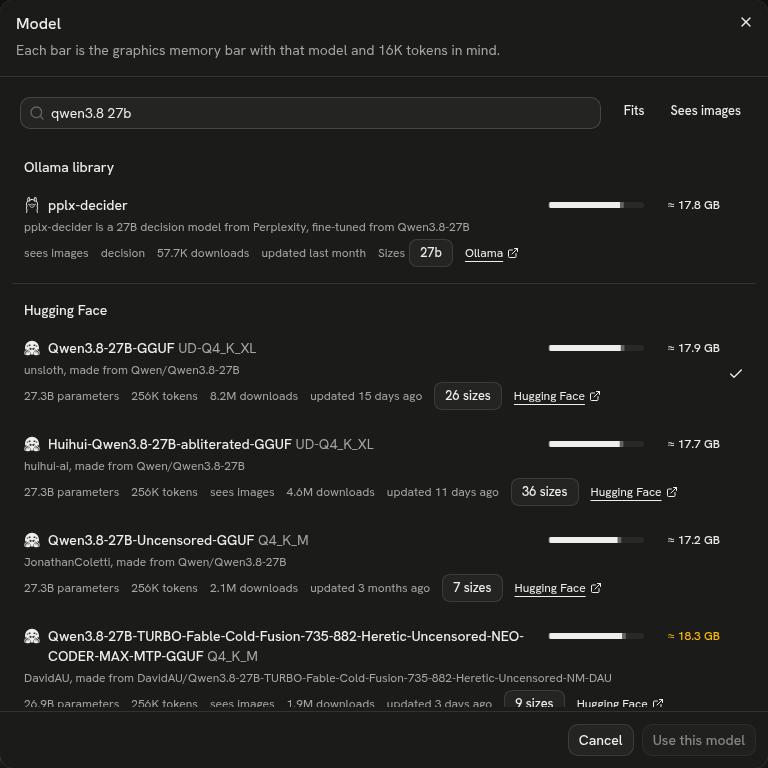 Model
Each bar is the graphics memory bar with that model and 16K tokens in mind.
qwen3.8 27b
Fits
Sees images
Ollama library
pplx-decider
≈ 17.8 GB
pplx-decider is a 27B decision model from Perplexity, fine-tuned from Qwen3.8-27B
sees images decision 57.7K downloads updated last month Sizes 27b Ollama
Hugging Face
Qwen3.8-27B-GGUF UD-Q4_K_XL
≈ 17.9 GB
unsloth, made from Qwen/Qwen3.8-27B
27.3B parameters 256K tokens 8.2M downloads updated 15 days ago 26 sizes Hugging Face
Huihui-Qwen3.8-27B-abliterated-GGUF UD-Q4_K_XL
≈ 17.7 GB
huihui-ai, made from Qwen/Qwen3.8-27B
27.3B parameters 256K tokens sees images 4.6M downloads updated 11 days ago 36 sizes Hugging Face
Qwen3.8-27B-Uncensored-GGUF Q4_K_M
≈ 17.2 GB
JonathanColetti, made from Qwen/Qwen3.8-27B
27.3B parameters 256K tokens 2.1M downloads updated 3 months ago 7 sizes Hugging Face
Qwen3.8-27B-TURBO-Fable-Cold-Fusion-735-882-Heretic-Uncensored-NEO-
CODER-MAX-MTP-GGUF Q4_K_M
≈ 18.3 GB
DavidAU, made from DavidAU/Qwen3.8-27B-TURBO-Fable-Cold-Fusion-735-882-Heretic-Uncensored-NM-DAU
26.9B parameters 256K tokens sees images 1.9M downloads updated 3 days ago 9 sizes Hugging Face
Cancel
Use this model